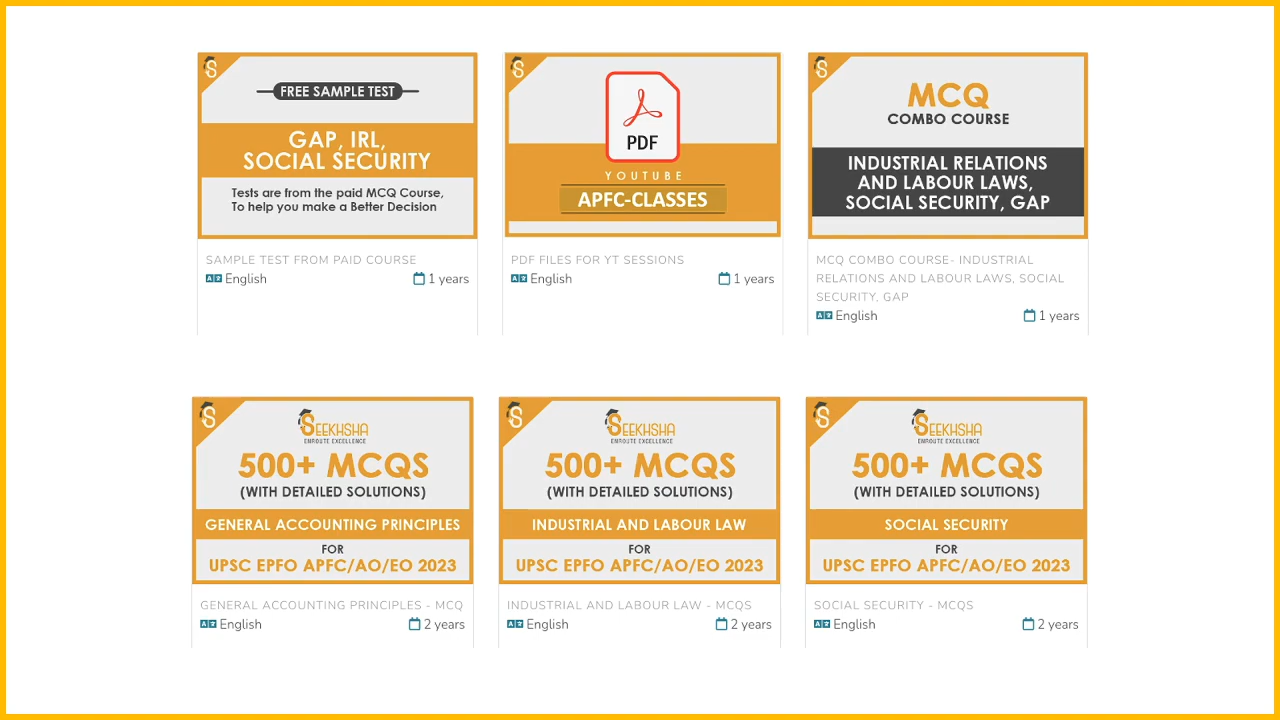 FREE SAMPLE TEST
GAP, IRL,
SOCIAL SECURITY
Tests are from the paid MCQ Course,
To help you make a Better Decision
SAMPLE TEST FROM PAID COURSE
English
1 years
PDF
YOUTUBE
APFC-CLASSES
PDF FILES FOR YT SESSIONS
English
1 years
MCQ
COMBO COURSE
INDUSTRIAL RELATIONS
AND LABOUR LAWS,
SOCIAL SECURITY, GAP
MCQ COMBO COURSE- INDUSTRIAL
RELATIONS AND LABOUR LAWS, SOCIAL
SECURITY, GAP
English
1 years
SEEKHSHA
ENROUTE EXCELLENCE
500+ MCQS
(WITH DETAILED SOLUTIONS)
GENERAL ACCOUNTING PRINCIPLES
FOR
UPSC EPFO APFC/AO/EO 2023
GENERAL ACCOUNTING PRINCIPLES - MCQ
English
2 years
SEEKHSHA
ENROUTE EXCELLENCE
500+ MCQS
(WITH DETAILED SOLUTIONS)
INDUSTRIAL AND LABOUR LAW
FOR
UPSC EPFO APFC/AO/EO 2023
INDUSTRIAL AND LABOUR LAW - MCQS
English
2 years
SEEKHSHA
ENROUTE EXCELLENCE
500+ MCQS
(WITH DETAILED SOLUTIONS)
SOCIAL SECURITY
FOR
UPSC EPFO APFC/AO/EO 2023
SOCIAL SECURITY - MCQS
English
2 years